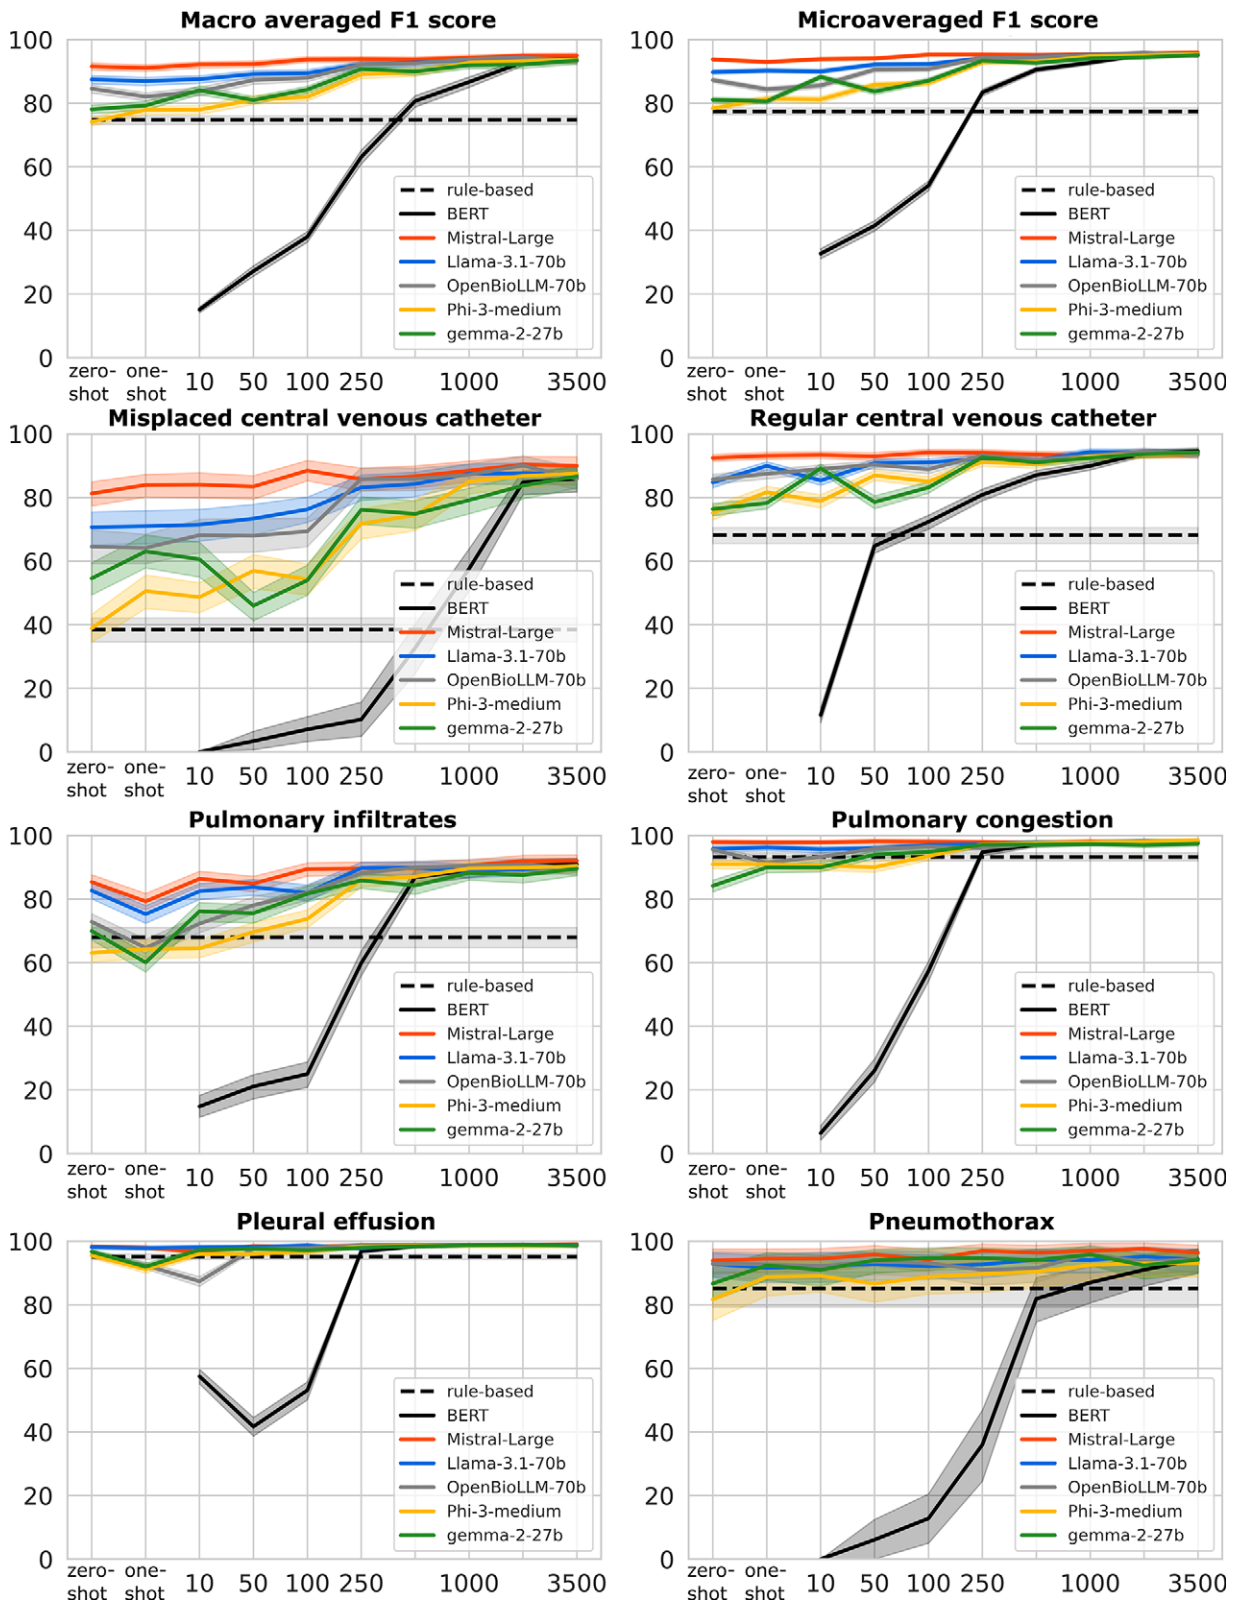 Macro averaged F1 score
100
80
60
40
20
0
rule-based
BERT
Mistral-Large
Llama-3.1-70b
OpenBioLLM-70b
Phi-3-medium
gemma-2-27b
zero-shot one-shot 10 50 100 250 1000 3500
Microaveraged F1 score
100
80
60
40
20
0
rule-based
BERT
Mistral-Large
Llama-3.1-70b
OpenBioLLM-70b
Phi-3-medium
gemma-2-27b
zero-shot one-shot 10 50 100 250 1000 3500
Misplaced central venous catheter
100
80
60
40
20
0
rule-based
BERT
Mistral-Large
Llama-3.1-70b
OpenBioLLM-70b
Phi-3-medium
gemma-2-27b
zero-shot one-shot 10 50 100 250 1000 3500
Regular central venous catheter
100
80
60
40
20
0
rule-based
BERT
Mistral-Large
Llama-3.1-70b
OpenBioLLM-70b
Phi-3-medium
gemma-2-27b
zero-shot one-shot 10 50 100 250 1000 3500
Pulmonary infiltrates
100
80
60
40
20
0
rule-based
BERT
Mistral-Large
Llama-3.1-70b
OpenBioLLM-70b
Phi-3-medium
gemma-2-27b
zero-shot one-shot 10 50 100 250 1000 3500
Pulmonary congestion
100
80
60
40
20
0
rule-based
BERT
Mistral-Large
Llama-3.1-70b
OpenBioLLM-70b
Phi-3-medium
gemma-2-27b
zero-shot one-shot 10 50 100 250 1000 3500
Pleural effusion
100
80
60
40
20
0
rule-based
BERT
Mistral-Large
Llama-3.1-70b
OpenBioLLM-70b
Phi-3-medium
gemma-2-27b
zero-shot one-shot 10 50 100 250 1000 3500
Pneumothorax
100
80
60
40
20
0
rule-based
BERT
Mistral-Large
Llama-3.1-70b
OpenBioLLM-70b
Phi-3-medium
gemma-2-27b
zero-shot one-shot 10 50 100 250 1000 3500